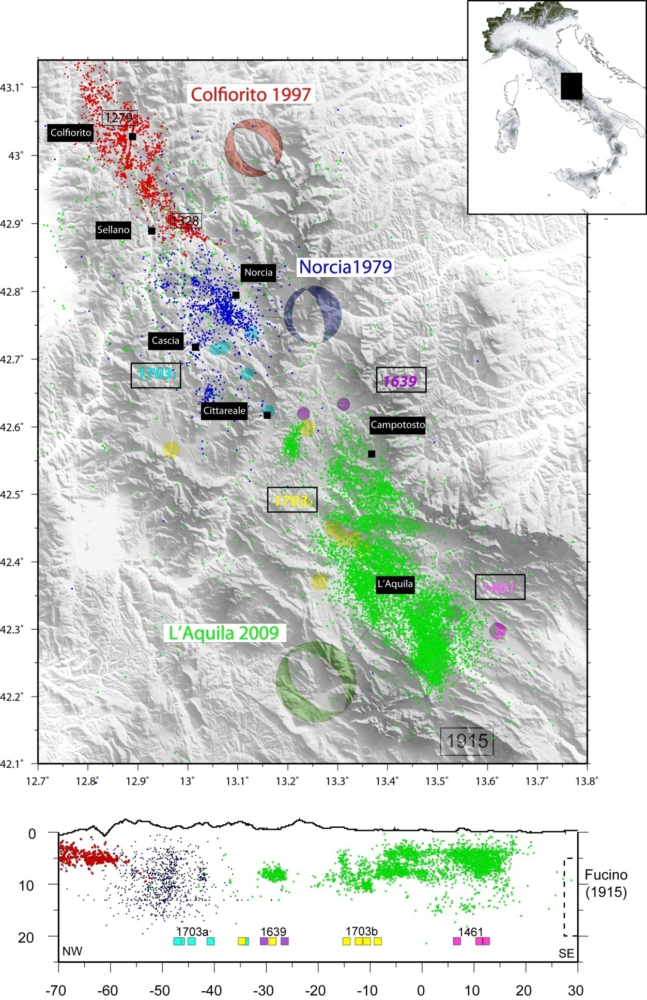 43.1°
Colfiorito 1997
1279
Colfiorito
43°
42.9°
1328
Sellano
Norcia
Norcia1979
42.8°
Cascia
42.7°
1703₁
1639
Cittareale
Campotosto
42.6°
42.5°
1703₂
42.4°
L'Aquila
1461
42.3°
L'Aquila 2009
42.2°
1915
42.1°
12.7° 12.8° 12.9° 13° 13.1° 13.2° 13.3° 13.4° 13.5° 13.6° 13.7° 13.8°
0
10
20
Fucino
(1915)
1703a 1639 1703b 1461
NW SE
-70 -60 -50 -40 -30 -20 -10 0 10 20 30